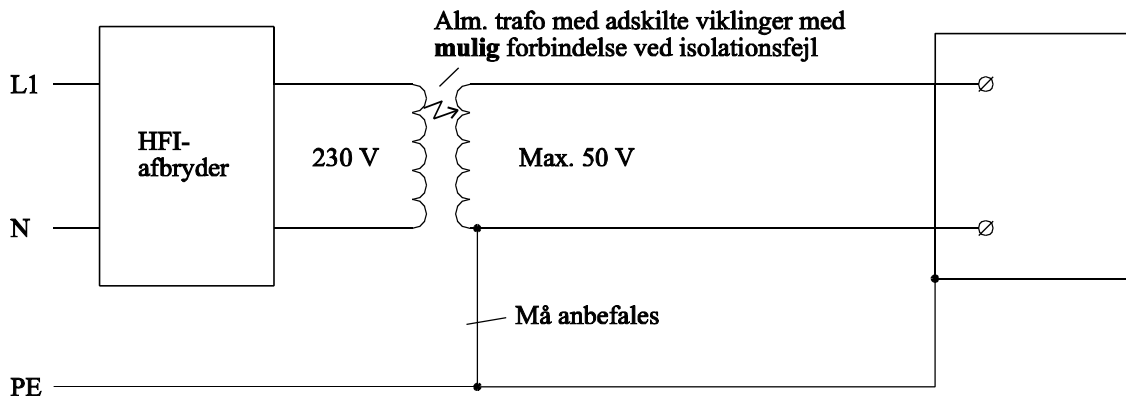 Alm. trafo med adskilte viklinger med
mulig forbindelse ved isolationsfejl
L1
HFI-
afbryder
230 V
Max. 50 V
N
Må anbefales
PE